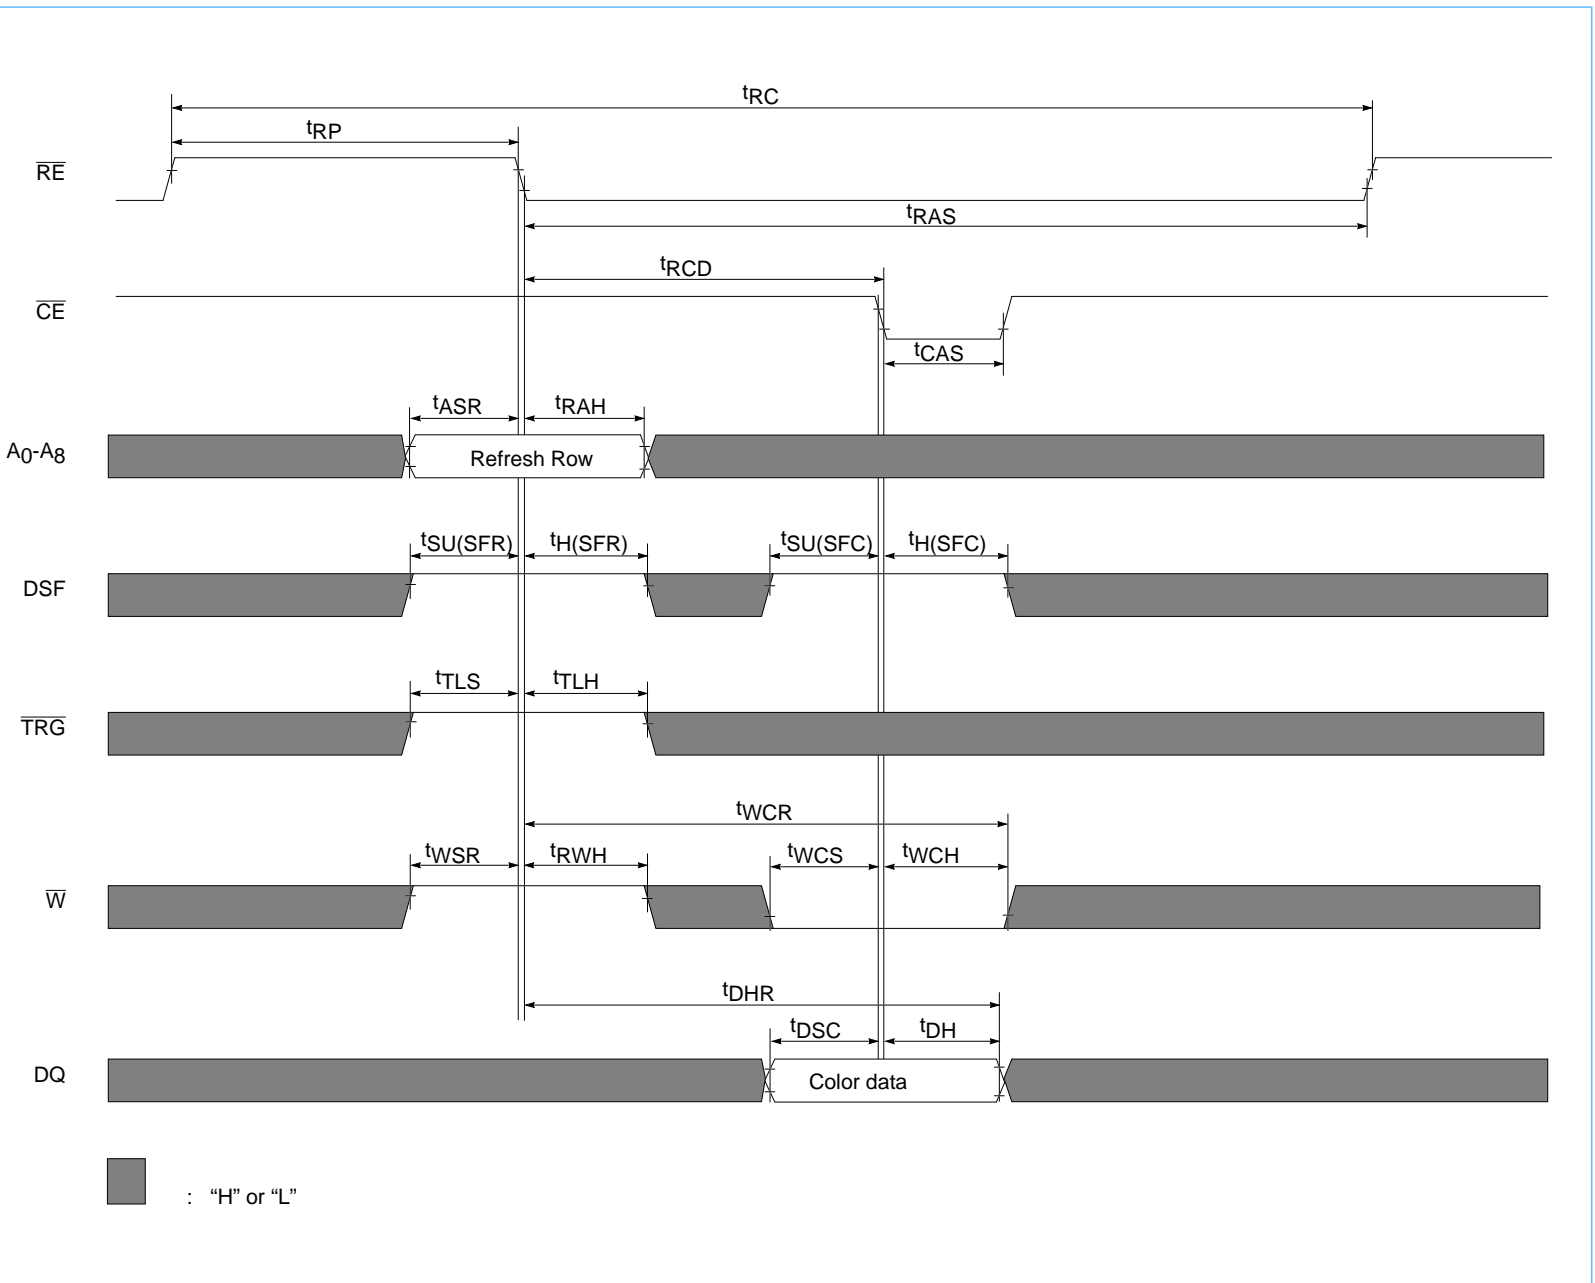 tRC
tRP
RE
tRAS
tRCD
CE
tCAS
tASR tRAH
A0-A8 Refresh Row
tSU(SFR) tH(SFR) tSU(SFC) tH(SFC)
DSF
tTLS tTLH
TRG
tWCR
tWSR tRWH tWCS tWCH
W
tDHR
tDSC tDH
DQ Color data
: “H” or “L”